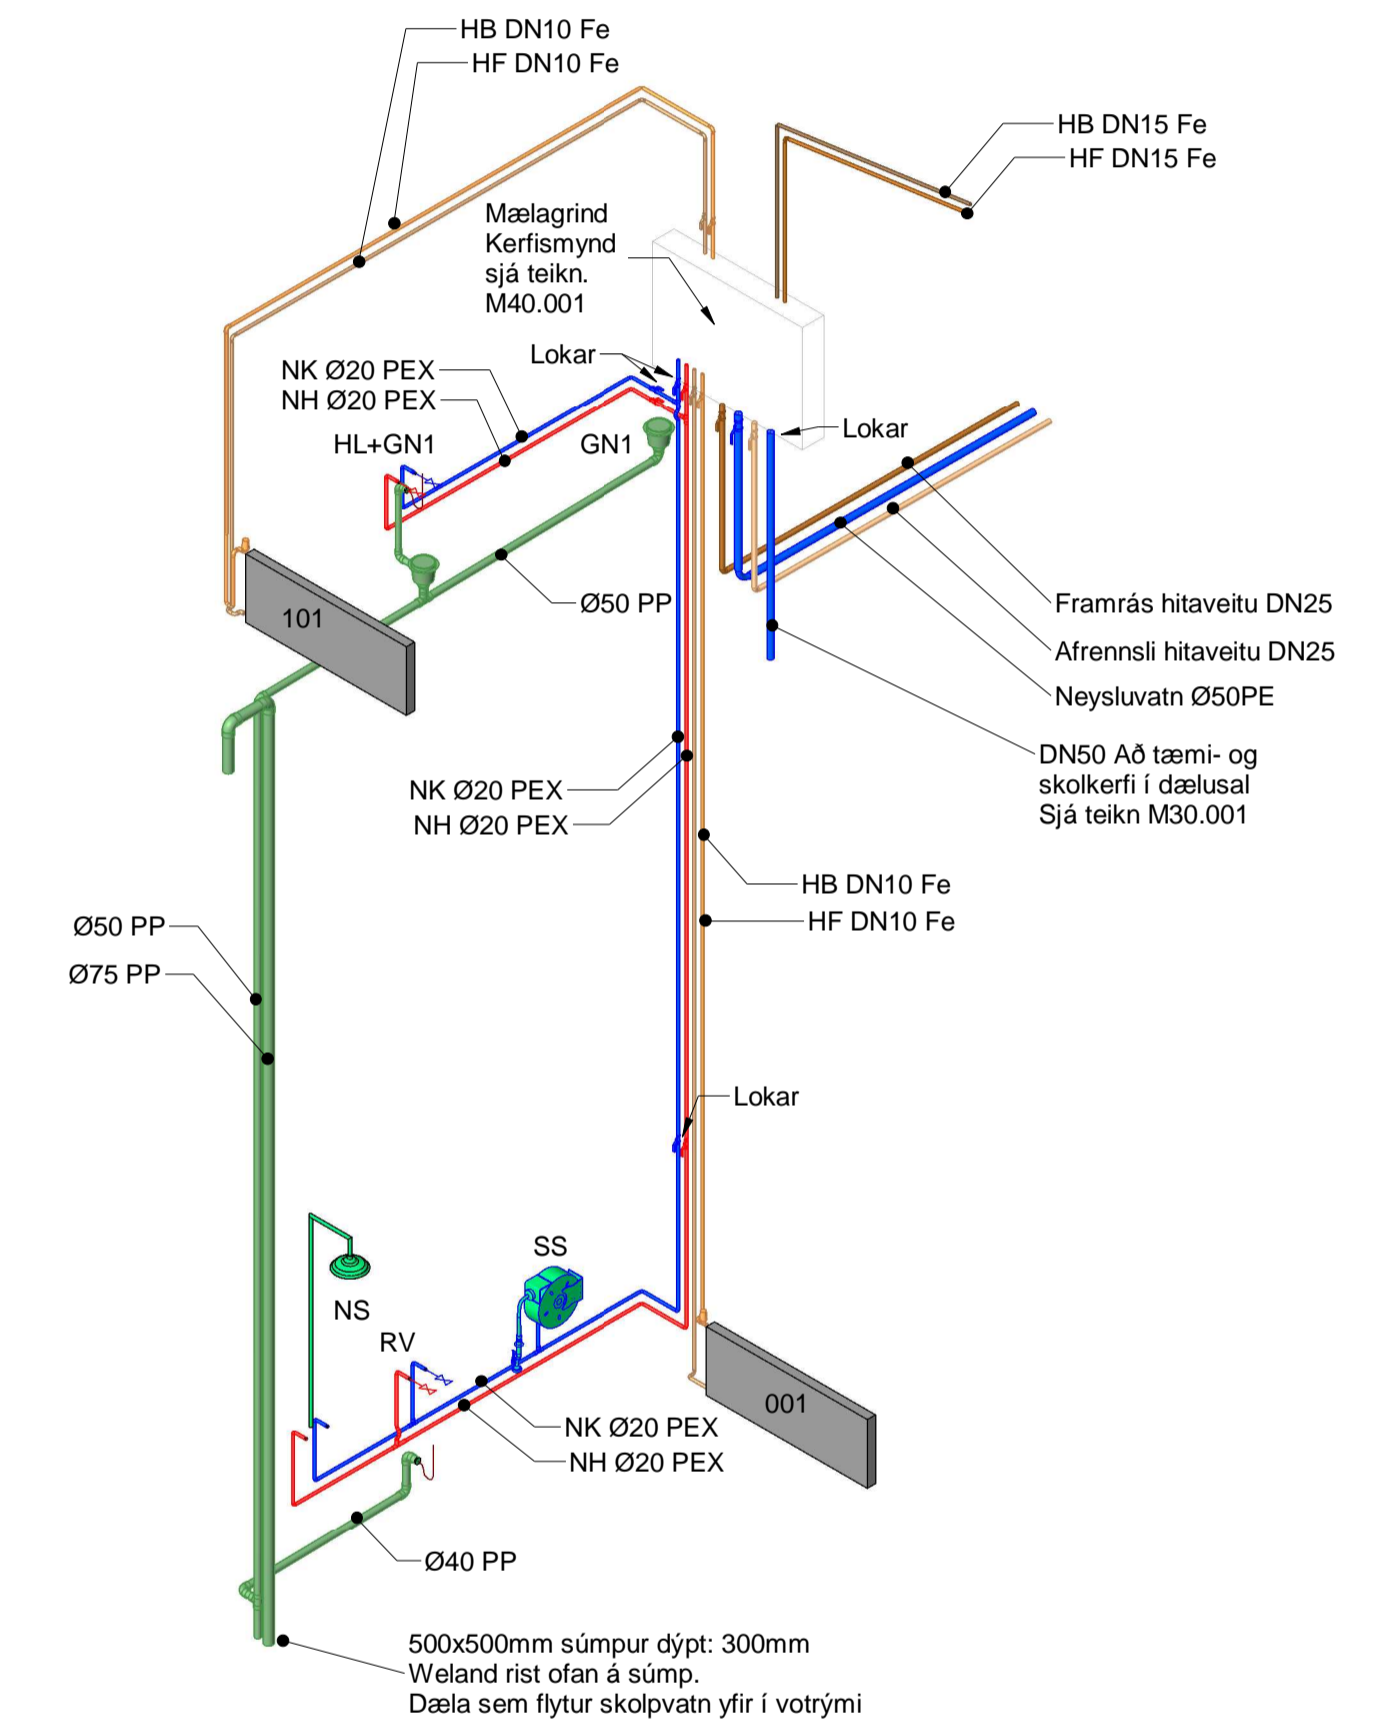 HB DN10 Fe
HF DN10 Fe
HB DN15 Fe
HF DN15 Fe
Mælagrind
Kerfismynd
sjá teikn.
M40.001
Lokar
NK Ø20 PEX
NH Ø20 PEX
HL+GN1
GN1
Lokar
101
Ø50 PP
Framrás hitaveitu DN25
Afrennsli hitaveitu DN25
Neysluvatn Ø50PE
DN50 Að tæmi- og
skolkerfi í dælusal
Sjá teikn M30.001
NK Ø20 PEX
NH Ø20 PEX
HB DN10 Fe
HF DN10 Fe
Ø50 PP
Ø75 PP
Lokar
SS
NS
RV
001
NK Ø20 PEX
NH Ø20 PEX
Ø40 PP
500x500mm súmpur dýpt: 300mm
Weland rist ofan á súmp.
Dæla sem flytur skolpvatn yfir í votrými